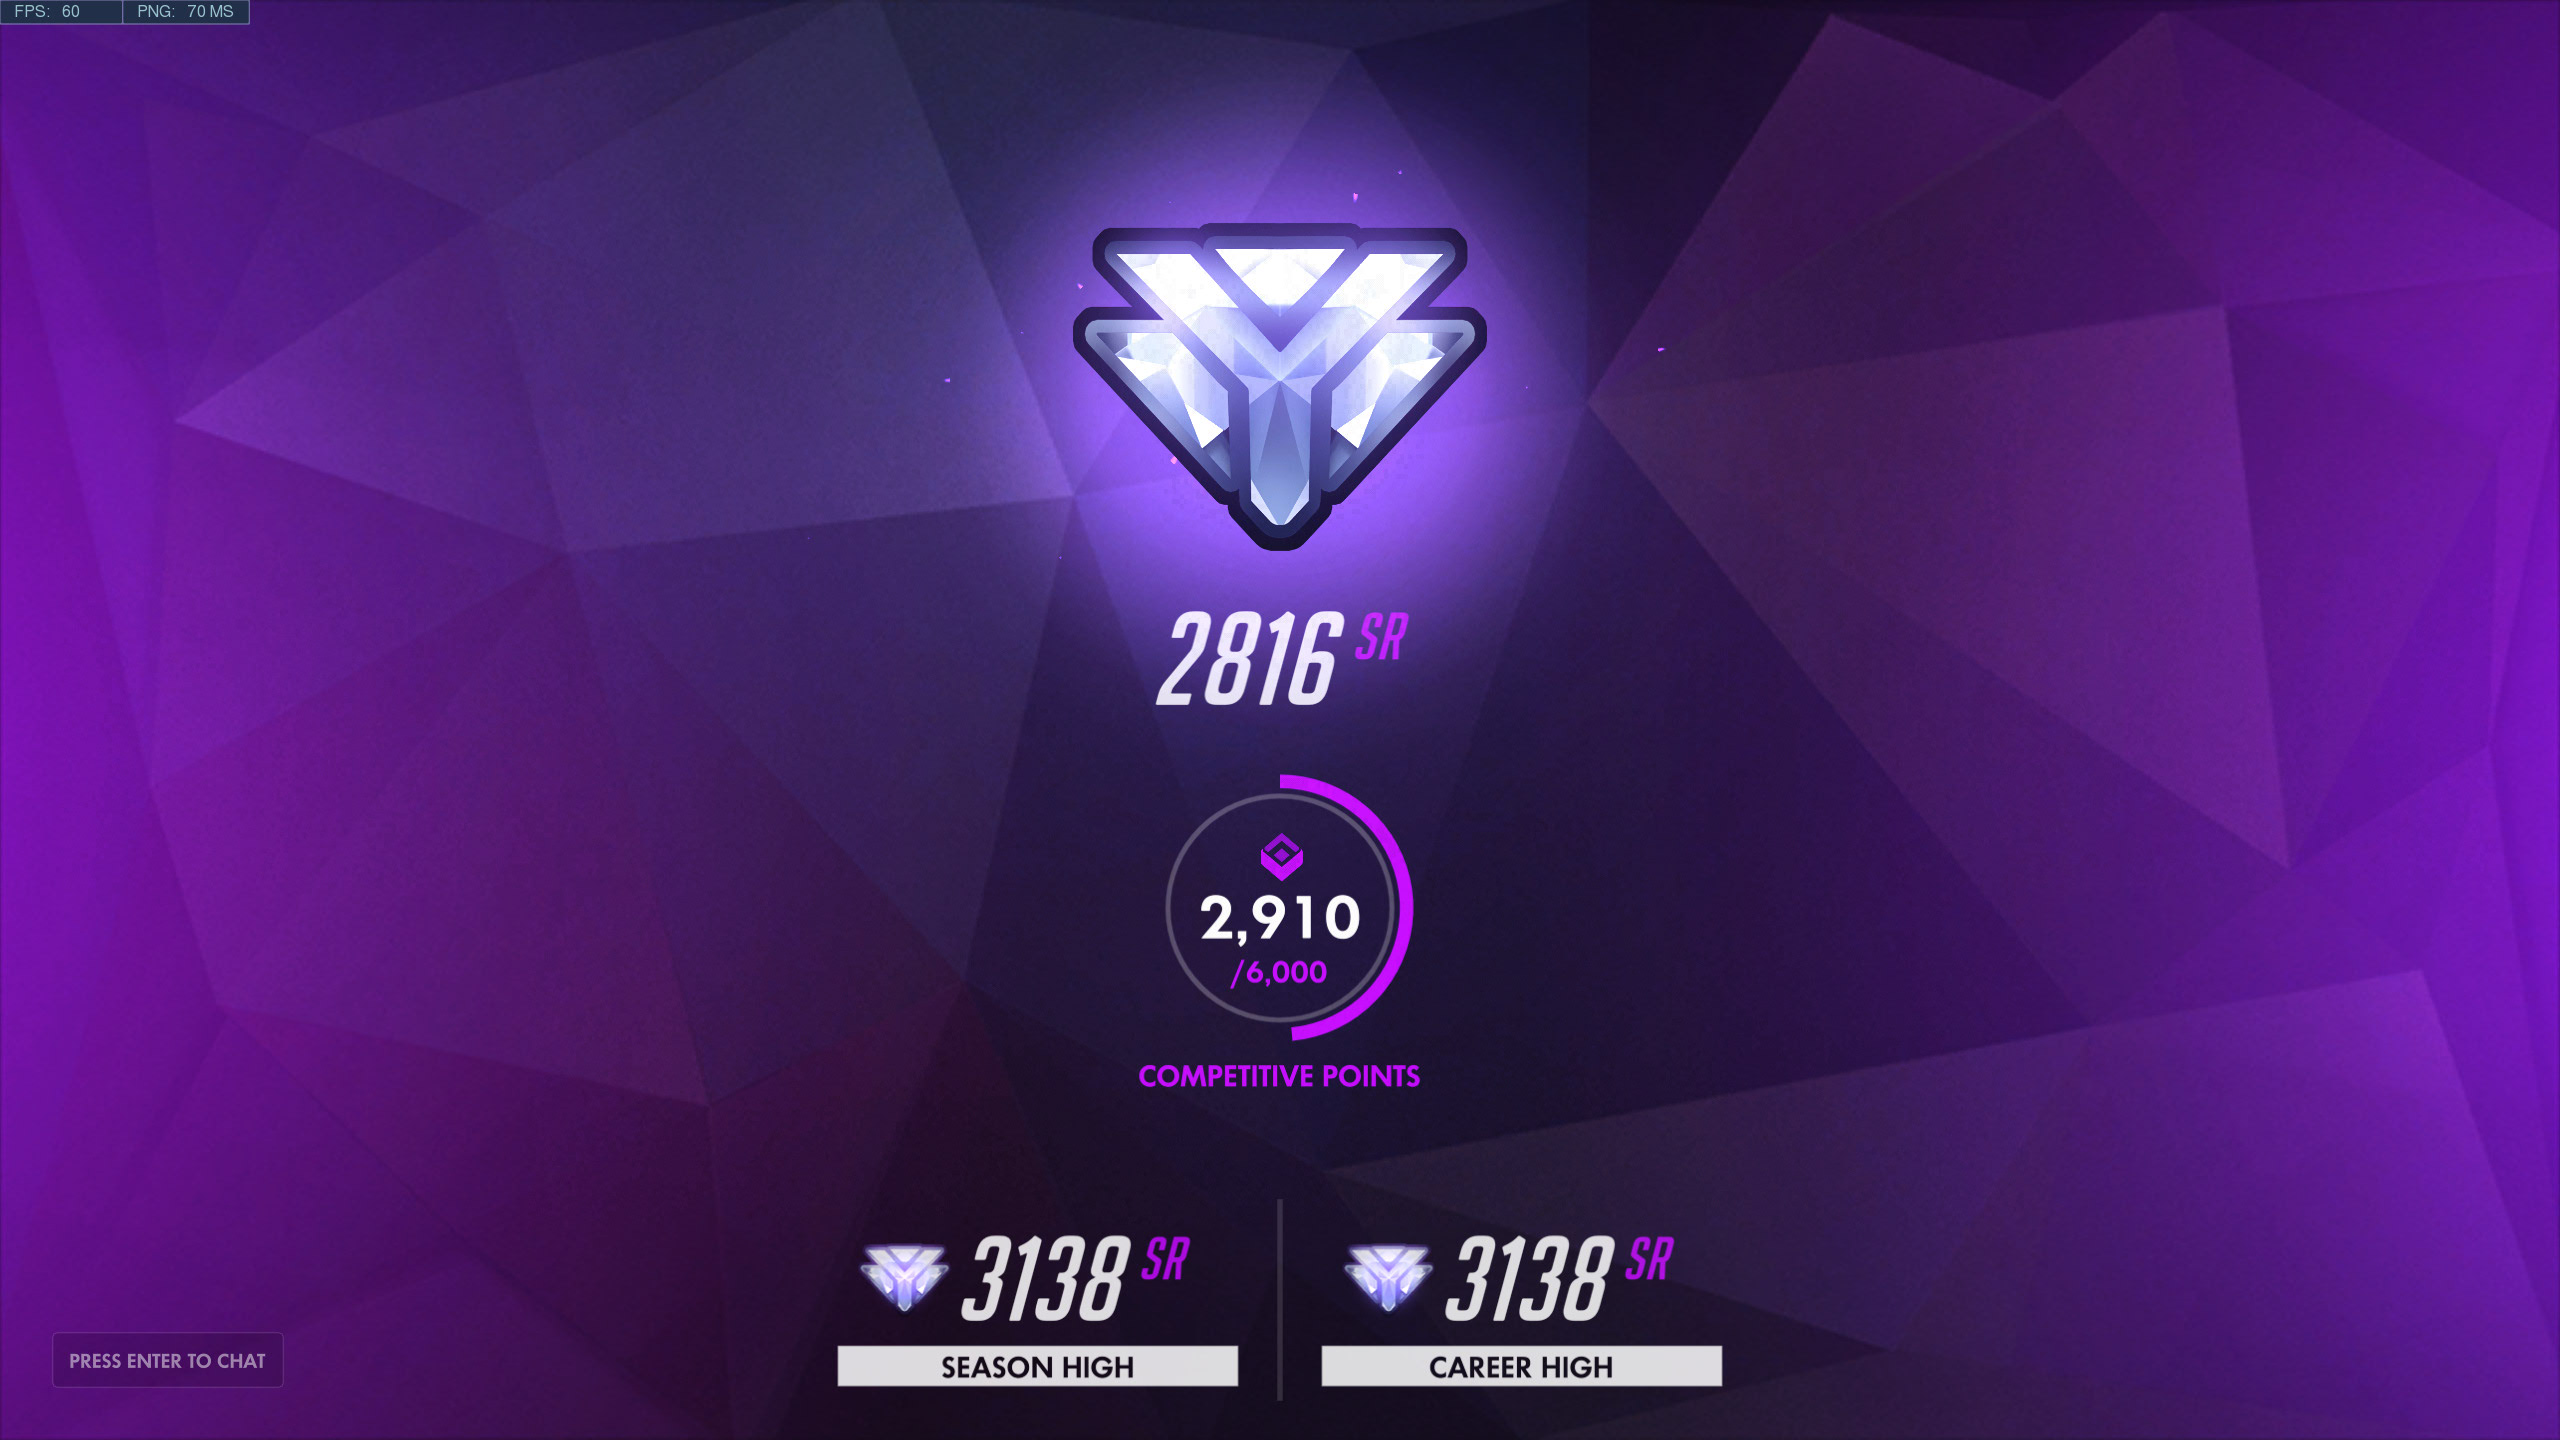 FPS: 60 PNG: 70 MS
2816 SR
2,910
/6,000
COMPETITIVE POINTS
3138 SR
SEASON HIGH
3138 SR
CAREER HIGH
PRESS ENTER TO CHAT